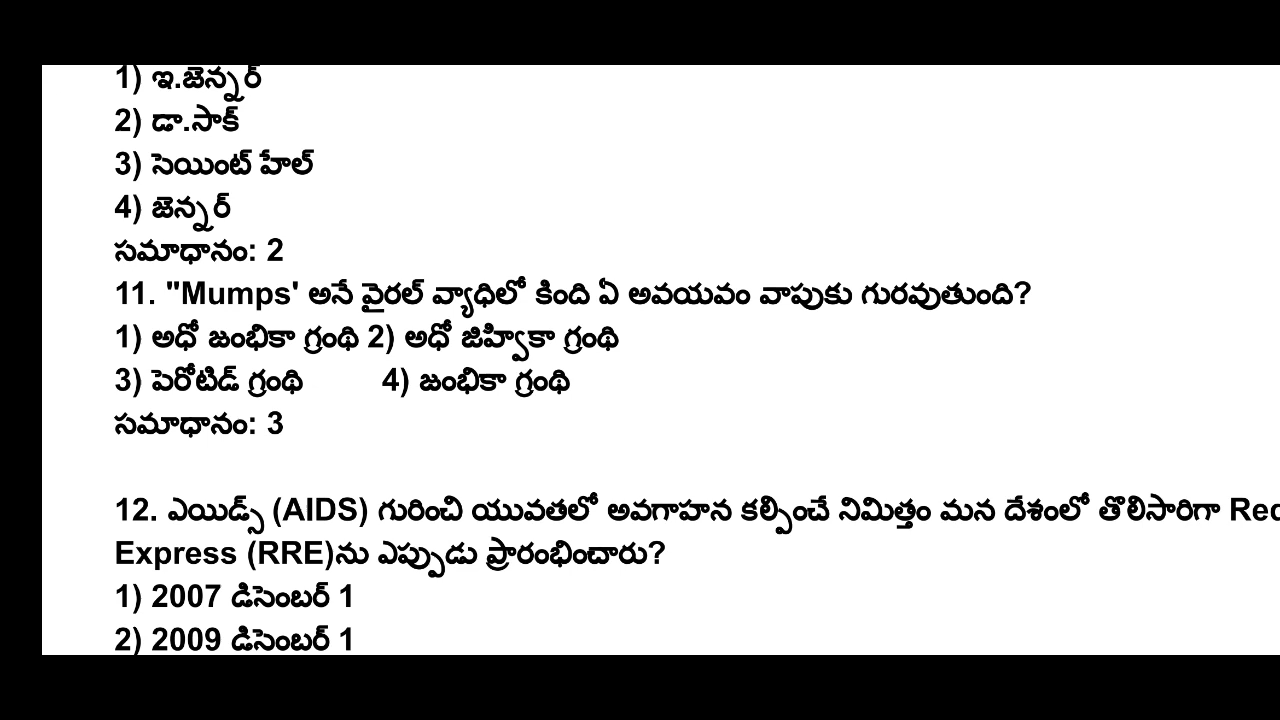 1) ఇ.జెన్నర్
2) డా.సాక్
3) సెయింట్ హేల్
4) జెన్నర్
సమాధానం: 2
11. "Mumps' అనే వైరల్ వ్యాధిలో కింది ఏ అవయవం వాపుకు గురవుతుంది?
1) అధో జంభికా గ్రంథి 2) అధో జిహ్వికా గ్రంథి
3) పెరోటిడ్ గ్రంథి 4) జంభికా గ్రంథి
సమాధానం: 3
12. ఎయిడ్స్ (AIDS) గురించి యువతలో అవగాహన కల్పించే నిమిత్తం మన దేశంలో తొలిసారిగా
Express (RRE)ను ఎప్పుడు ప్రారంభించారు?
1) 2007 డిసెంబర్ 1
2) 2009 డిసెంబర్ 1